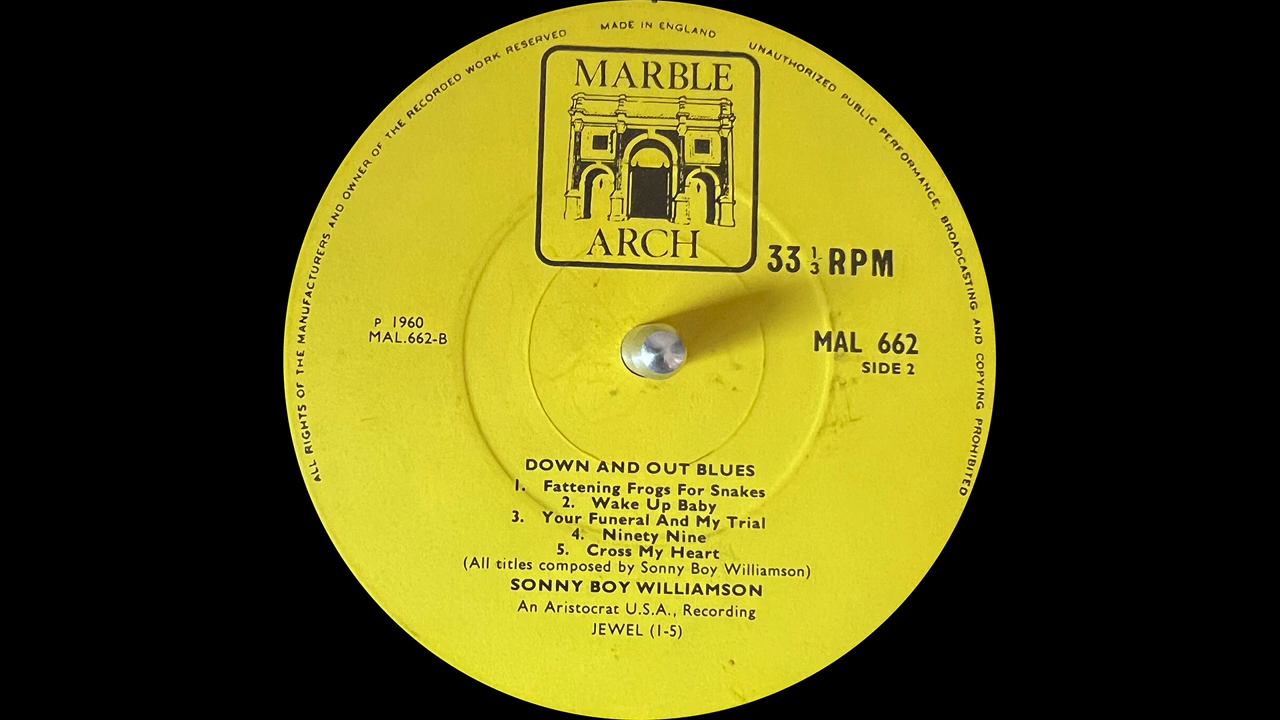 MADE IN ENGLAND
ALL RIGHTS OF THE MANUFACTURERS AND OWNER OF THE RECORDED WORK RESERVED
UNAUTHORIZED PUBLIC PERFORMANCE, BROADCASTING AND COPYING PROHIBITED
MARBLE
ARCH
33 1/3 RPM
P 1960
MAL.662-B
MAL 662
SIDE 2
DOWN AND OUT BLUES
1. Fattening Frogs For Snakes
2. Wake Up Baby
3. Your Funeral And My Trial
4. Ninety Nine
5. Cross My Heart
(All titles composed by Sonny Boy Williamson)
SONNY BOY WILLIAMSON
An Aristocrat U.S.A., Recording
JEWEL (1-5)